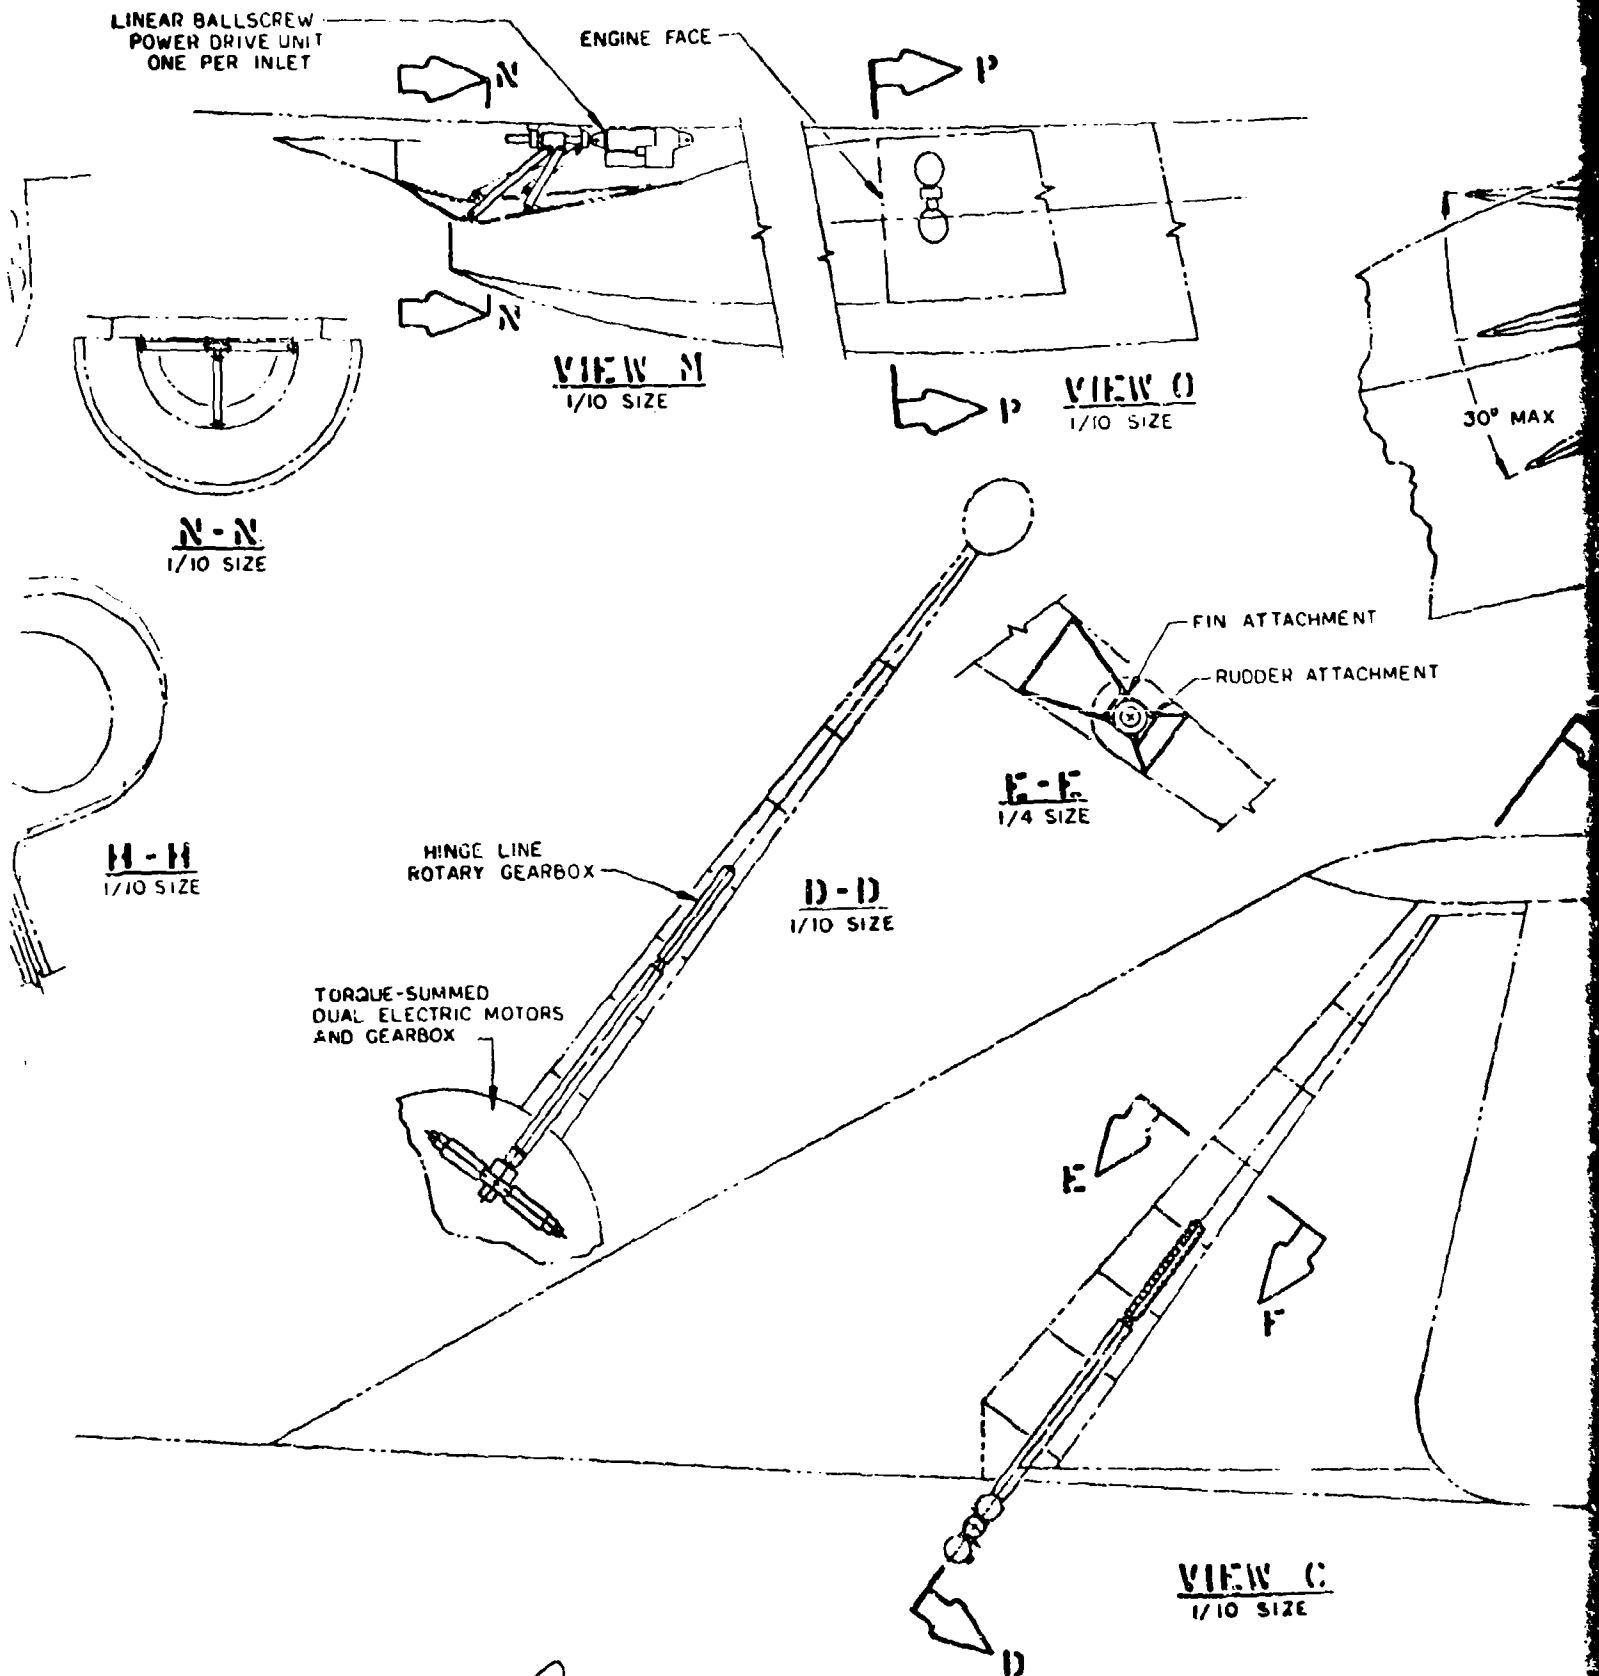 LINEAR BALLSCREW
POWER DRIVE UNIT
ONE PER INLET
ENGINE FACE
N
P
N
VIEW M
1/10 SIZE
P
VIEW O
1/10 SIZE
30° MAX
N-N
1/10 SIZE
FIN ATTACHMENT
RUDDER ATTACHMENT
E-E
1/4 SIZE
H-H
1/10 SIZE
HINGE LINE
ROTARY GEARBOX
D-D
1/10 SIZE
TORQUE-SUMMED
DUAL ELECTRIC MOTORS
AND GEARBOX
E
VIEW C
1/10 SIZE
D